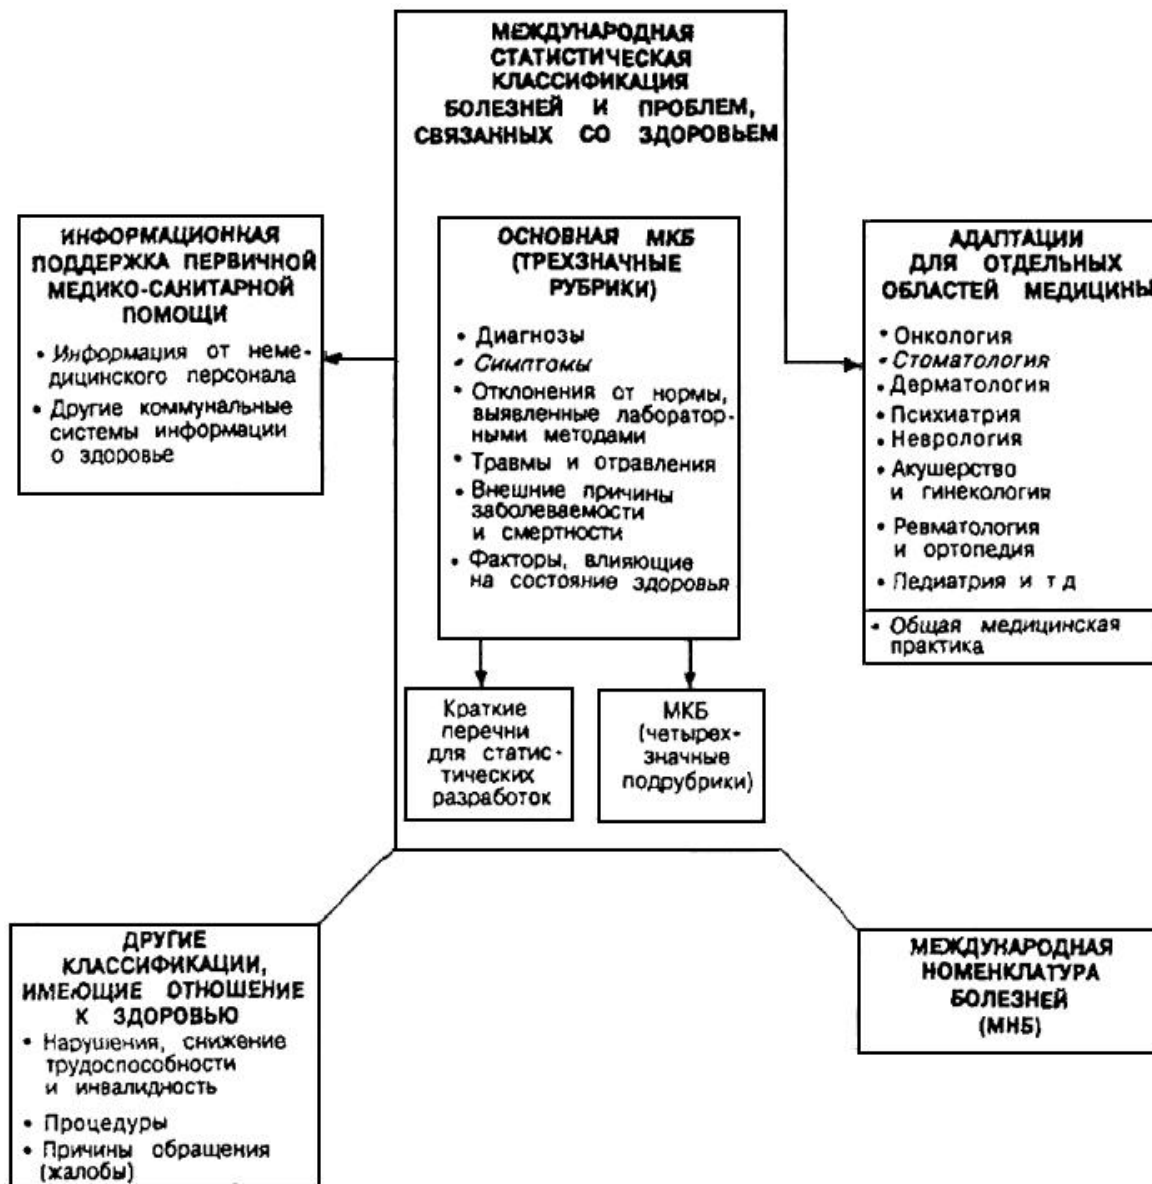 МЕЖДУНАРОДНАЯ
СТАТИСТИЧЕСКАЯ
КЛАССИФИКАЦИЯ
БОЛЕЗНЕЙ И ПРОБЛЕМ,
СВЯЗАННЫХ СО ЗДОРОВЬЕМ
ИНФОРМАЦИОННАЯ
ПОДДЕРЖКА ПЕРВИЧНОЙ
МЕДИКО-САНИТАРНОЙ
ПОМОЩИ
• Информация от неме-
дицинского персонала
• Другие коммунальные
системы информации
о здоровье
ОСНОВНАЯ МКБ
(ТРЕХЗНАЧНЫЕ
РУБРИКИ)
• Диагнозы
• Симптомы
• Отклонения от нормы,
выявленные лаборатор-
ными методами
• Травмы и отравления
• Внешние причины
заболеваемости
и смертности
• Фахторы, влияющие
на состояние здоровья
АДАПТАЦИИ
ДЛЯ ОТДЕЛЬНЫХ
ОБЛАСТЕЙ МЕДИЦИНЫ
• Онкология
• Стоматология
• Дерматология
• Психиатрия
• Неврология
• Акушерство
и гинекология
• Ревматология
и ортопедия
• Педиатрия и т д
• Общая медицинская
практика
Краткие
перечни
для статис-
тических
разработок
МКБ
(четырех-
значные
подрубрики)
ДРУГИЕ
КЛАССИФИКАЦИИ,
ИМЕЮЩИЕ ОТНОШЕНИЕ
К ЗДОРОВЬЮ
• Нарушения, снижение
трудоспособности
и инвалидность
• Процедуры
• Причины обращения
(жалобы)
МЕЖДУНАРОДНАЯ
НОМЕНКЛАТУРА
БОЛЕЗНЕЙ
(МНБ)